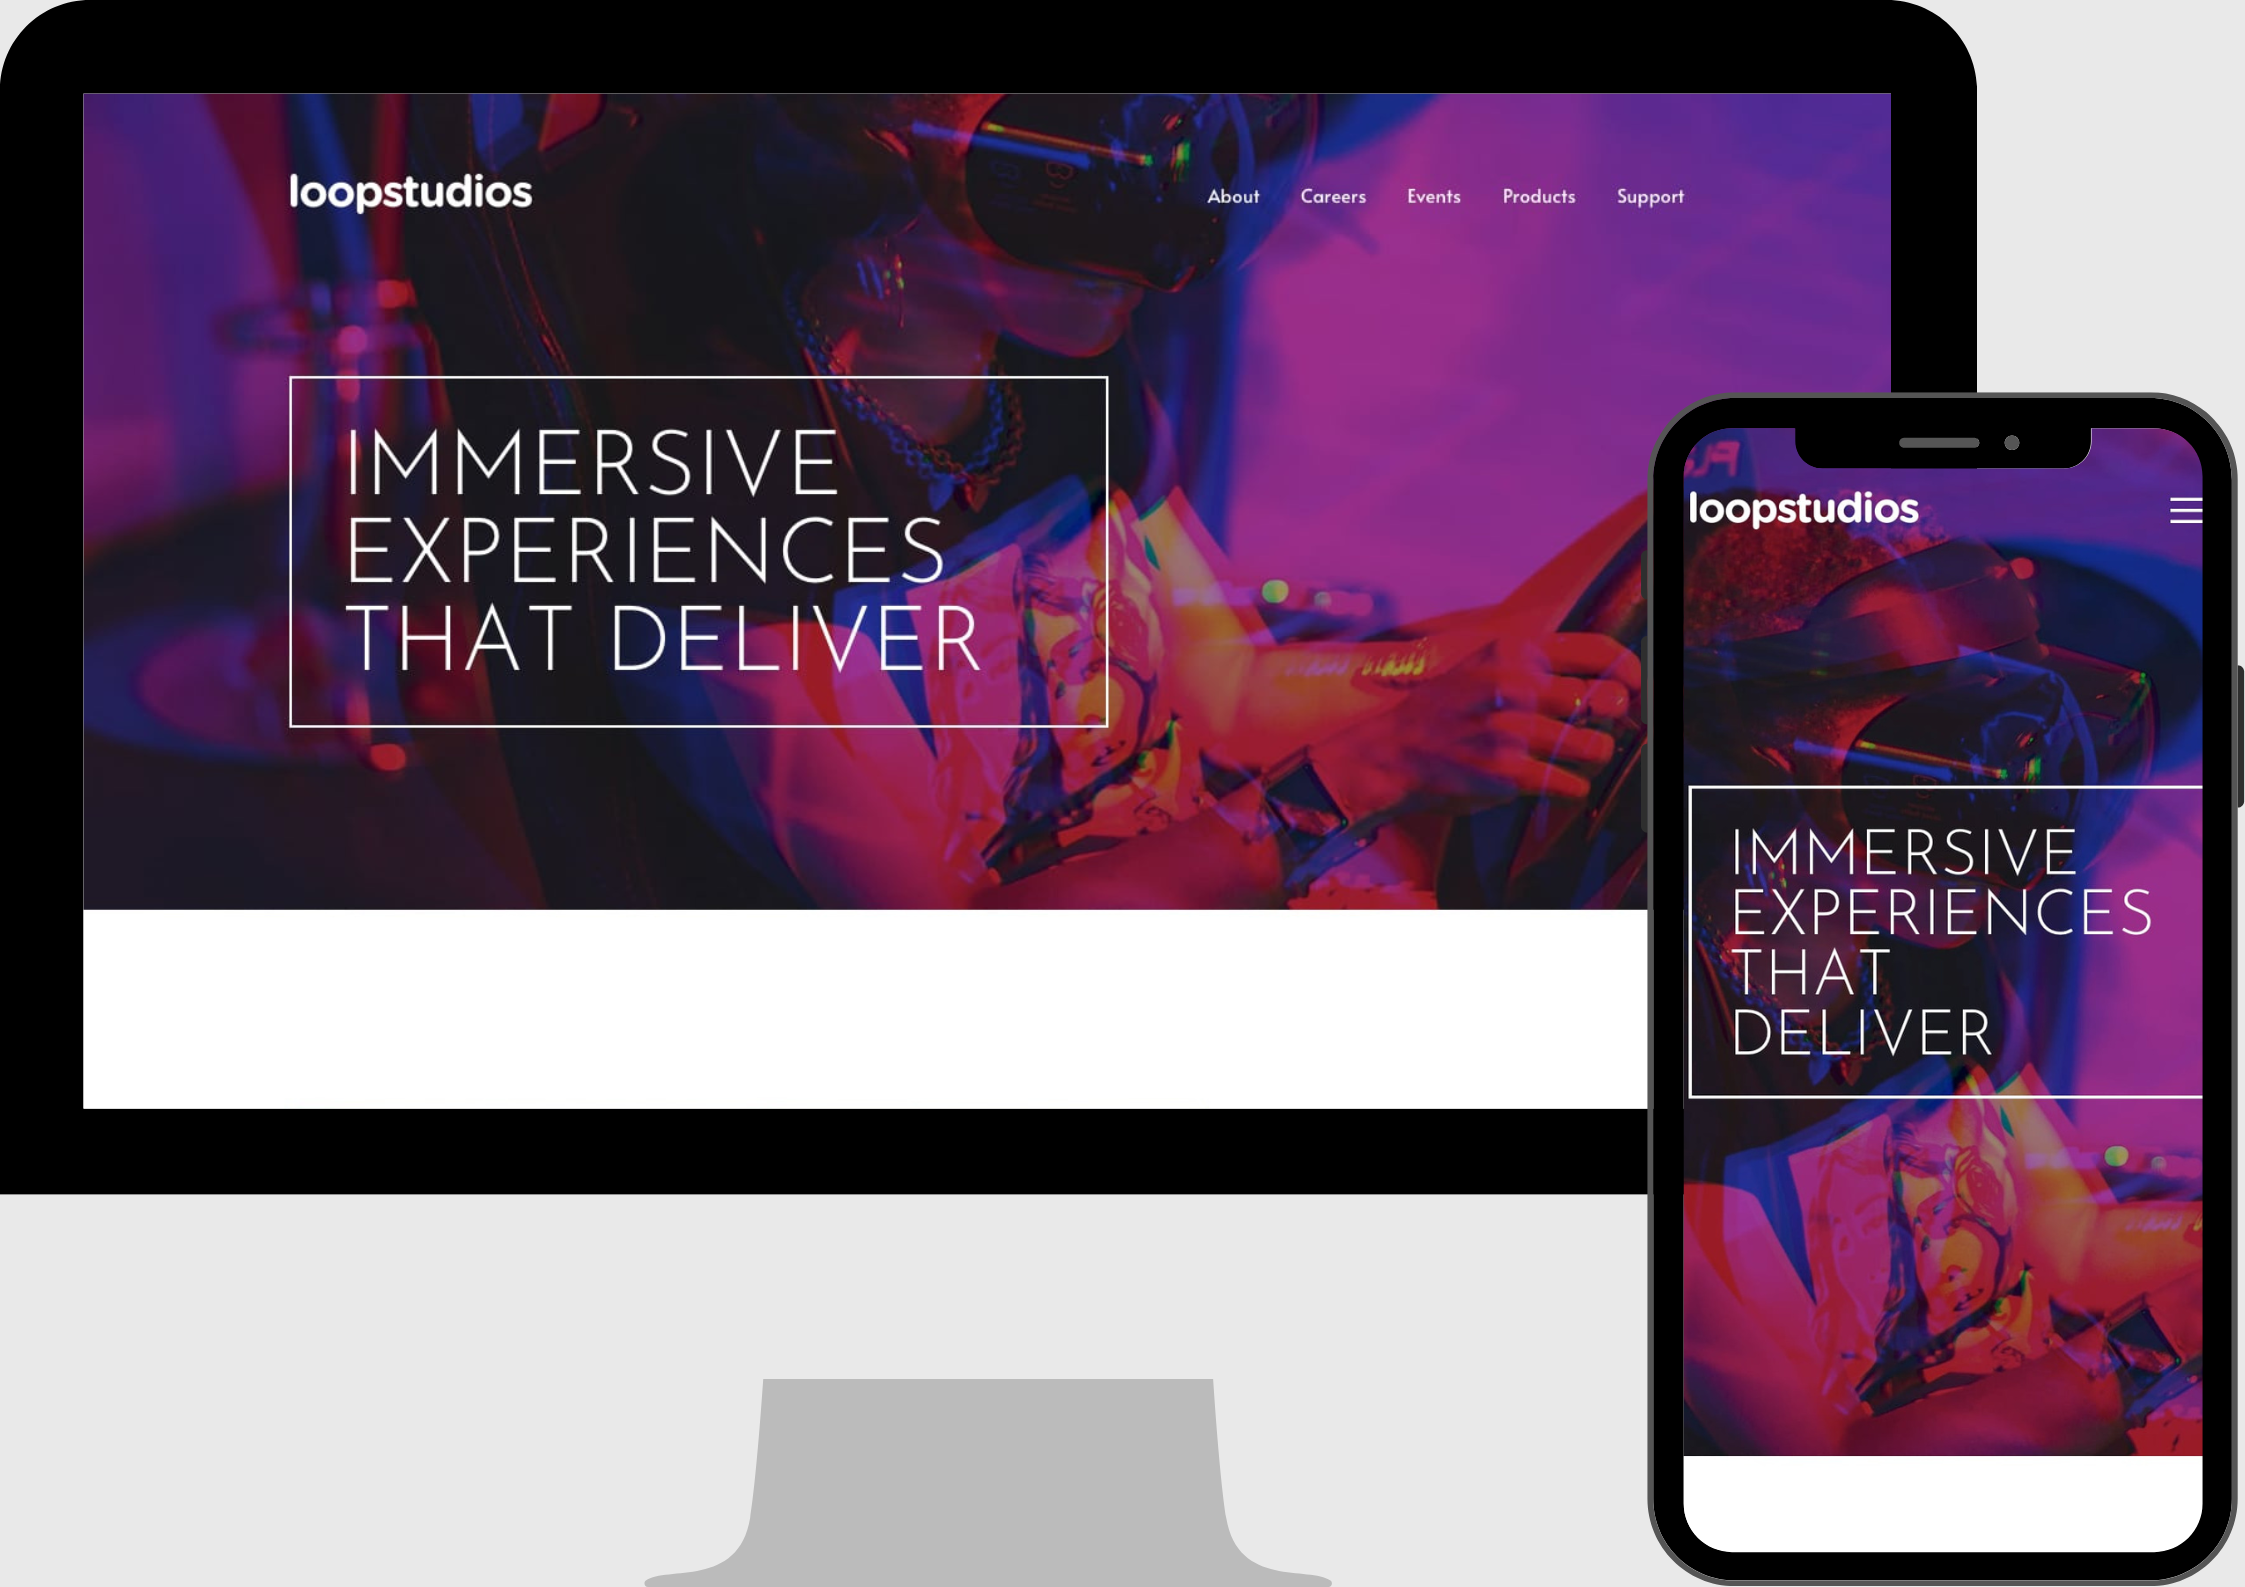 loopstudios
About Careers Events Products Support
IMMERSIVE
EXPERIENCES
THAT DELIVER
loopstudios
IMMERSIVE
EXPERIENCES
THAT
DELIVER